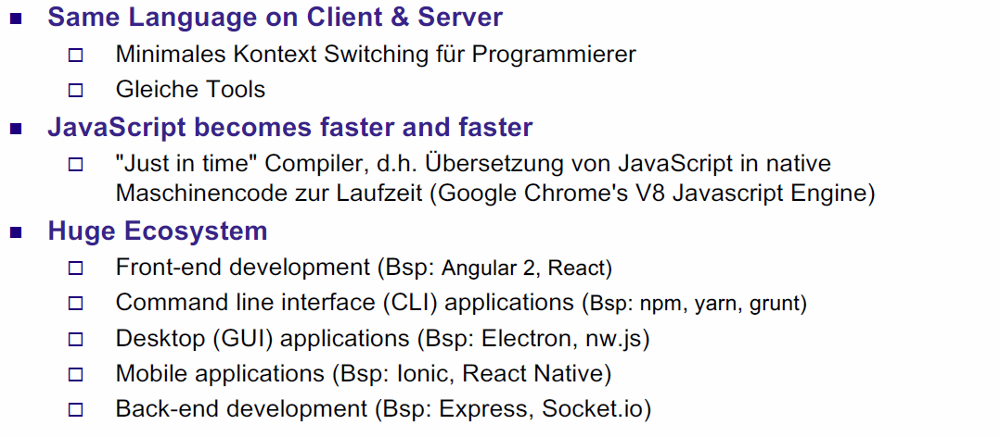 Same Language on Client & Server
Minimales Kontext Switching für Programmierer
Gleiche Tools
JavaScript becomes faster and faster
"Just in time" Compiler, d.h. Übersetzung von JavaScript in native
Maschinencode zur Laufzeit (Google Chrome's V8 Javascript Engine)
Huge Ecosystem
Front-end development (Bsp: Angular 2, React)
Command line interface (CLI) applications (Bsp: npm, yarn, grunt)
Desktop (GUI) applications (Bsp: Electron, nw.js)
Mobile applications (Bsp: Ionic, React Native)
Back-end development (Bsp: Express, Socket.io)